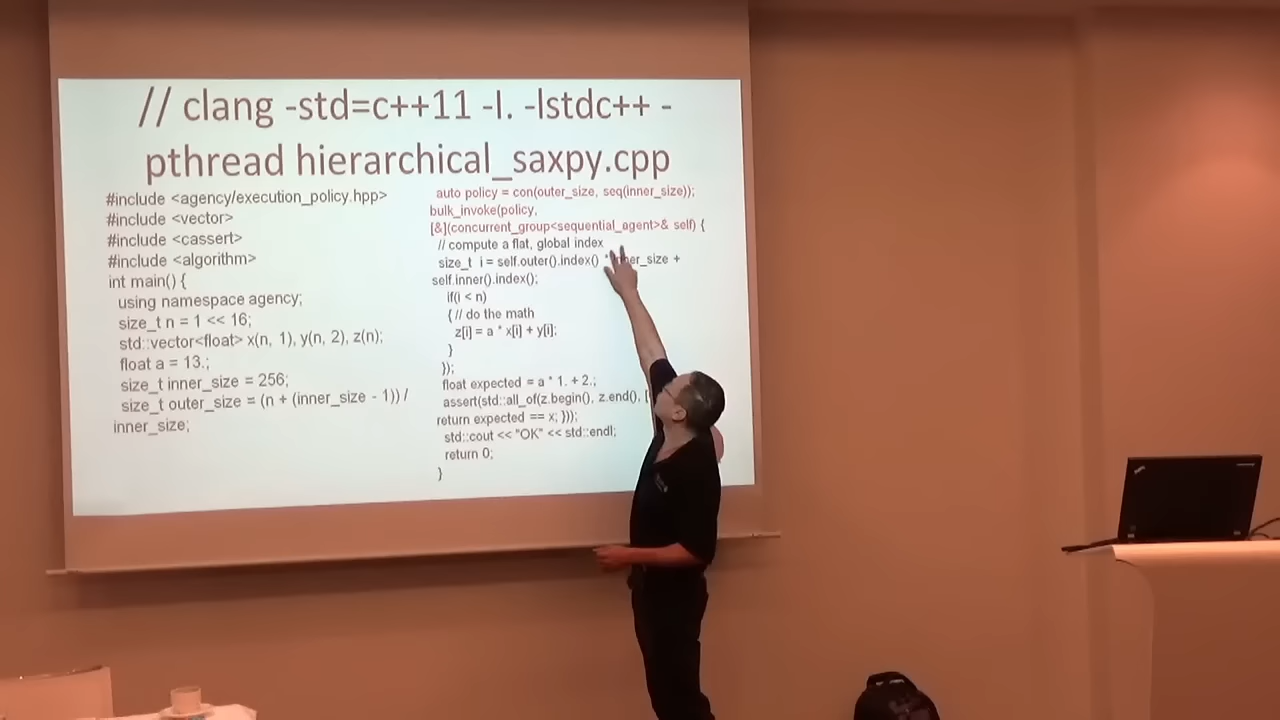 // clang -std=c++11 -I. -lstdc++ -
pthread hierarchical_saxpy.cpp
#include <agency/execution_policy.hpp>
#include <vector>
#include <cassert>
#include <algorithm>
int main() {
using namespace agency;
size_t n = 1 << 16;
std::vector<float> x(n, 1), y(n, 2), z(n);
float a = 13.;
size_t inner_size = 256;
size_t outer_size = (n + (inner_size - 1)) /
inner_size;
auto policy = con(outer_size, seq(inner_size));
bulk_invoke(policy,
[&](concurrent_group<sequential_agent>& self) {
// compute a flat, global index
size_t i = self.outer().index() * +
self.inner().index();
if(i < n)
{ // do the math
z[i] = a * x[i] + y[i];
}
});
float expected = a * 1. + 2.;
assert(std::all_of(z.begin(), z.end(),
return expected == x; }));
std::cout << "OK" << std::endl;
return 0;
}